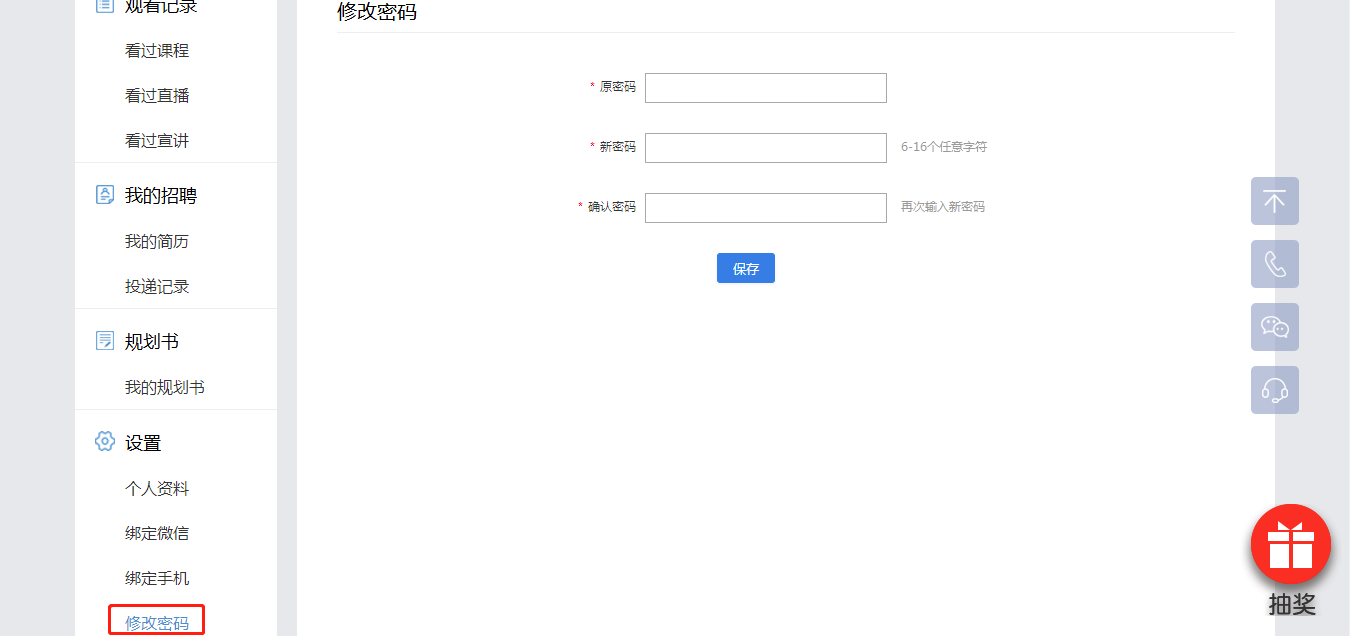 观看记录
看过课程
看过直播
看过宣讲
我的招聘
我的简历
投递记录
规划书
我的规划书
设置
个人资料
绑定微信
绑定手机
修改密码
修改密码
* 原密码
* 新密码 6-16个任意字符
* 确认密码 再次输入新密码
保存
抽奖